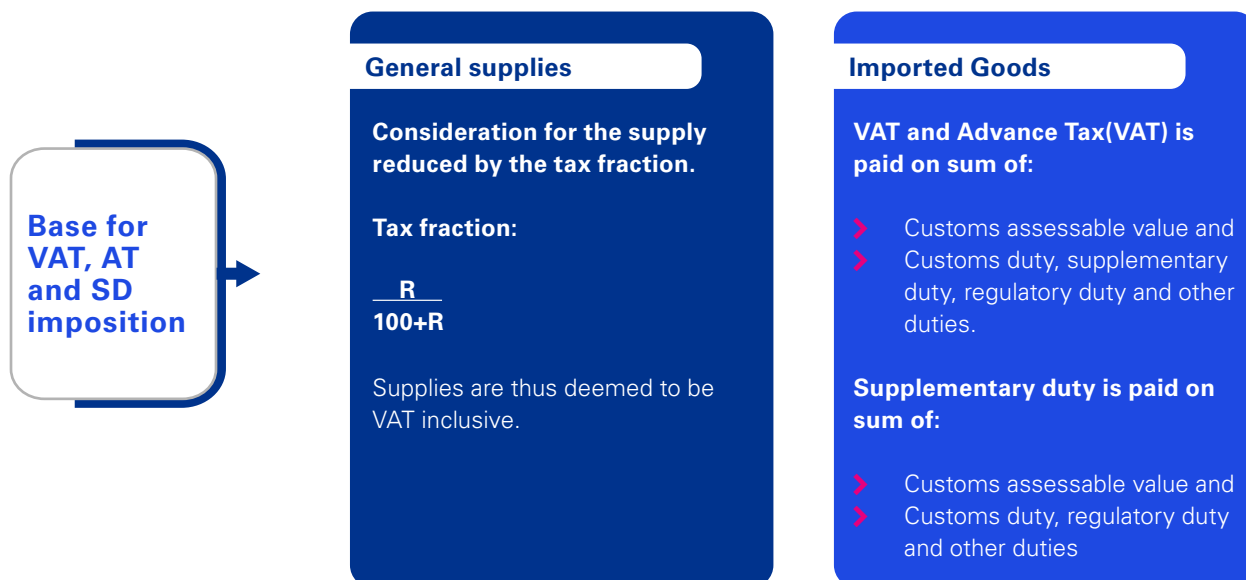 Base for
VAT, AT
and SD
imposition
General supplies
Consideration for the supply
reduced by the tax fraction.
Tax fraction:
R
100+R
Supplies are thus deemed to be
VAT inclusive.
Imported Goods
VAT and Advance Tax(VAT) is
paid on sum of:
Customs assessable value and
Customs duty, supplementary
duty, regulatory duty and other
duties.
Supplementary duty is paid on
sum of:
Customs assessable value and
Customs duty, regulatory duty
and other duties